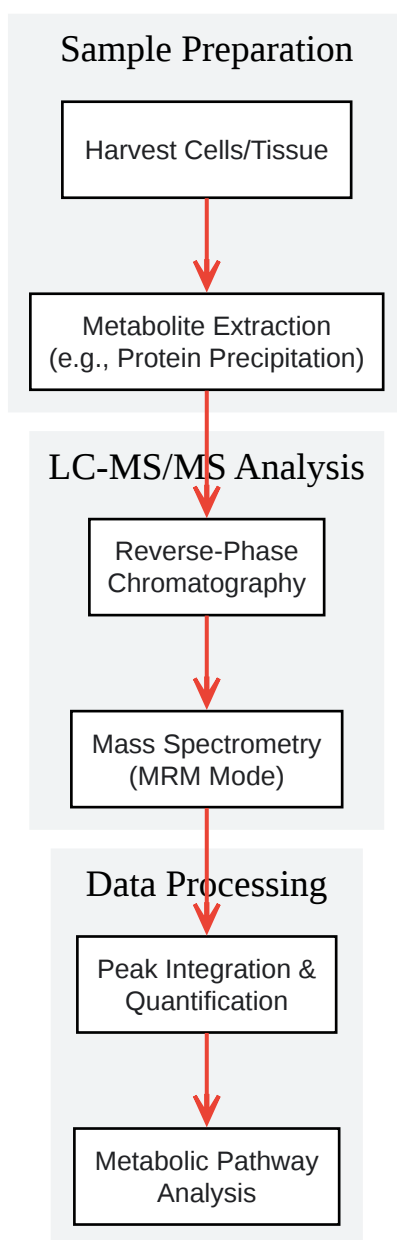 Sample Preparation
Harvest Cells/Tissue
Metabolite Extraction
(e.g., Protein Precipitation)
LC-MS/MS Analysis
Reverse-Phase
Chromatography
Mass Spectrometry
(MRM Mode)
Data Processing
Peak Integration &
Quantification
Metabolic Pathway
Analysis